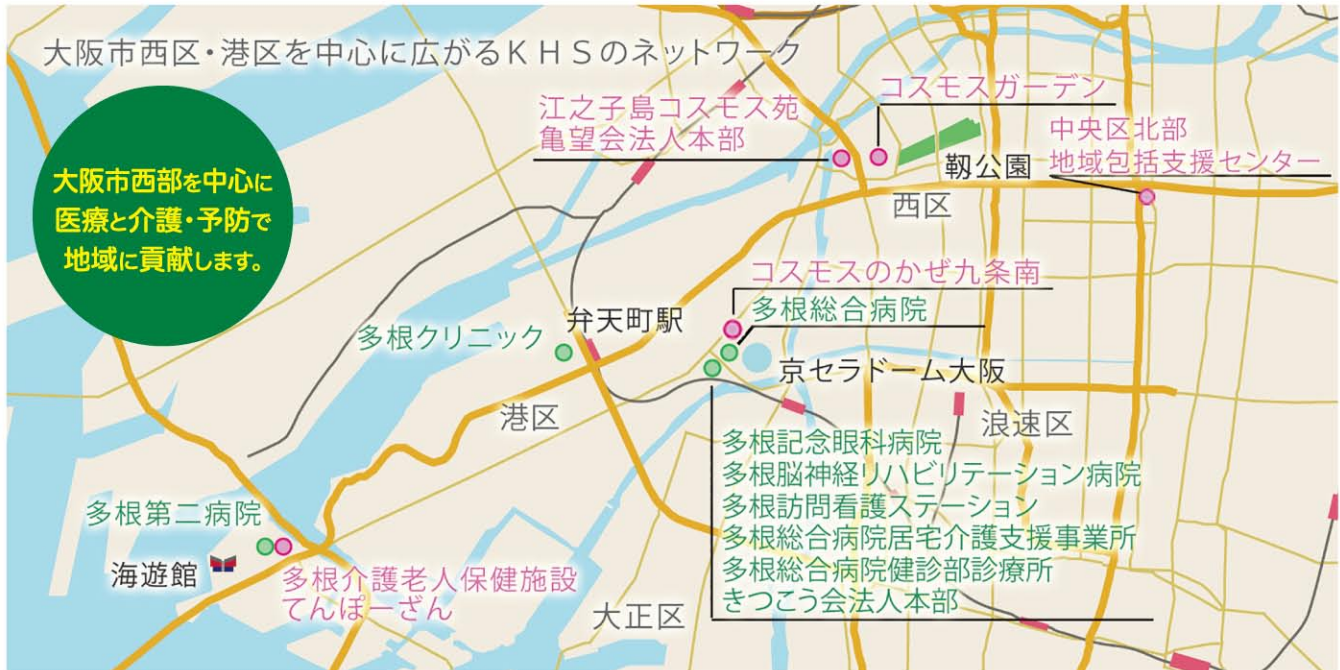 大阪市西区・港区を中心に広がるＫＨＳのネットワーク
大阪市西部を中心に
医療と介護・予防で
地域に貢献します。
江之子島コスモス苑
亀望会法人本部
コスモスガーデン
中央区北部
地域包括支援センター
靱公園
西区
コスモスのかぜ九条南
多根総合病院
弁天町駅
多根クリニック
京セラドーム大阪
港区
浪速区
多根記念眼科病院
多根脳神経リハビリテーション病院
多根訪問看護ステーション
多根総合病院居宅介護支援事業所
多根総合病院健診部診療所
きつこう会法人本部
多根第二病院
海遊館
多根介護老人保健施設
てんぽーざん
大正区